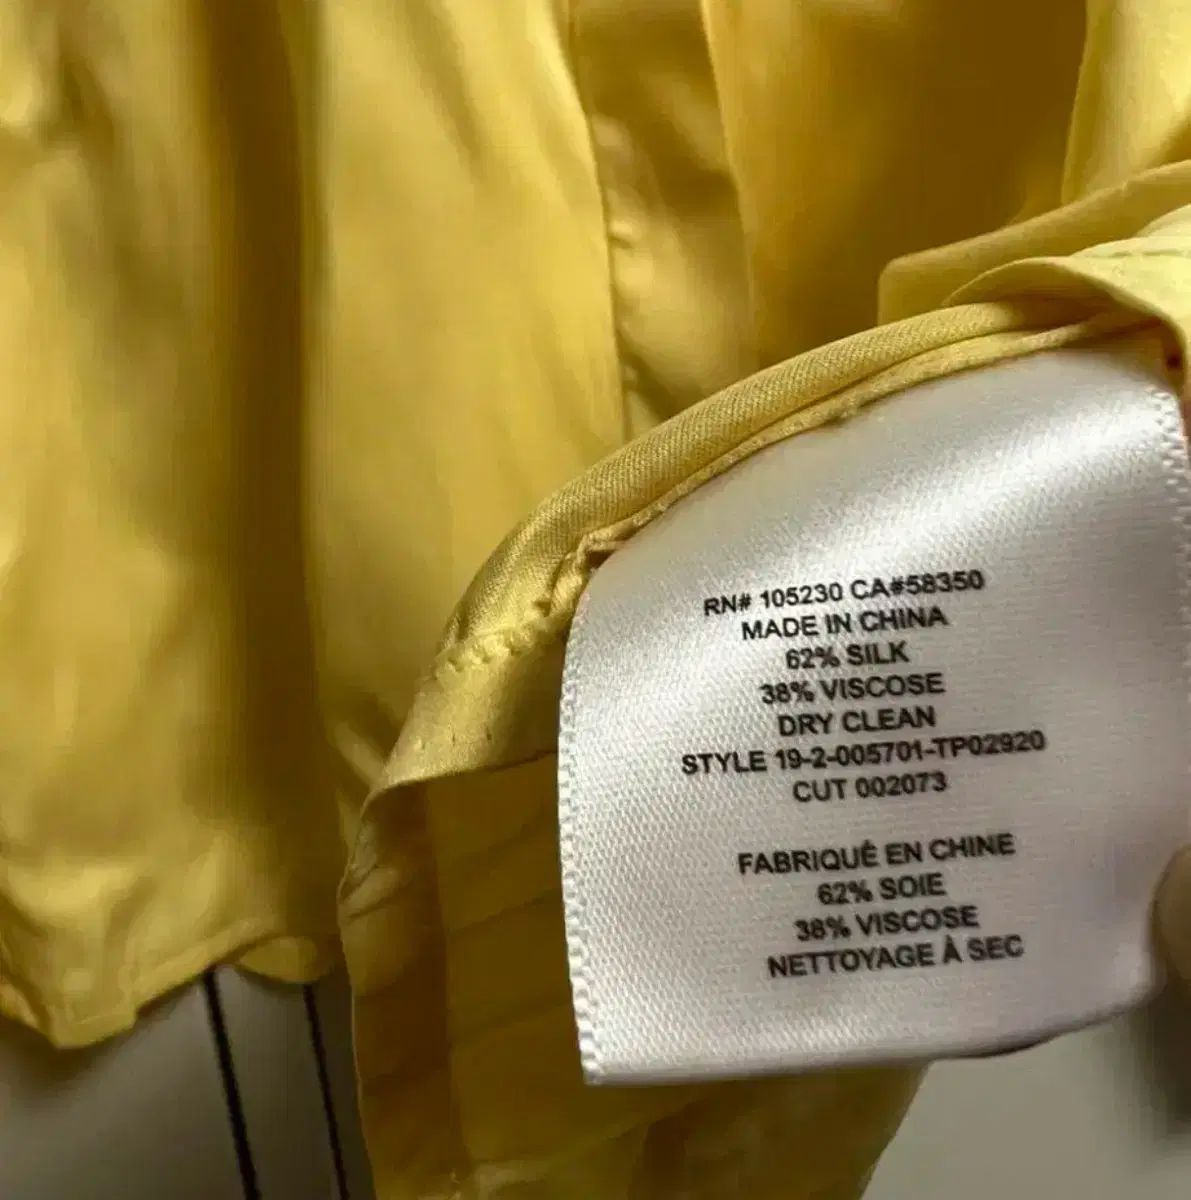 RN# 105230 CA#58350
MADE IN CHINA
62% SILK
38% VISCOSE
DRY CLEAN
STYLE 19-2-005701-TP02920
CUT 002073
FABRIQUÉ EN CHINE
62% SOIE
38% VISCOSE
NETTOYAGE À SEC